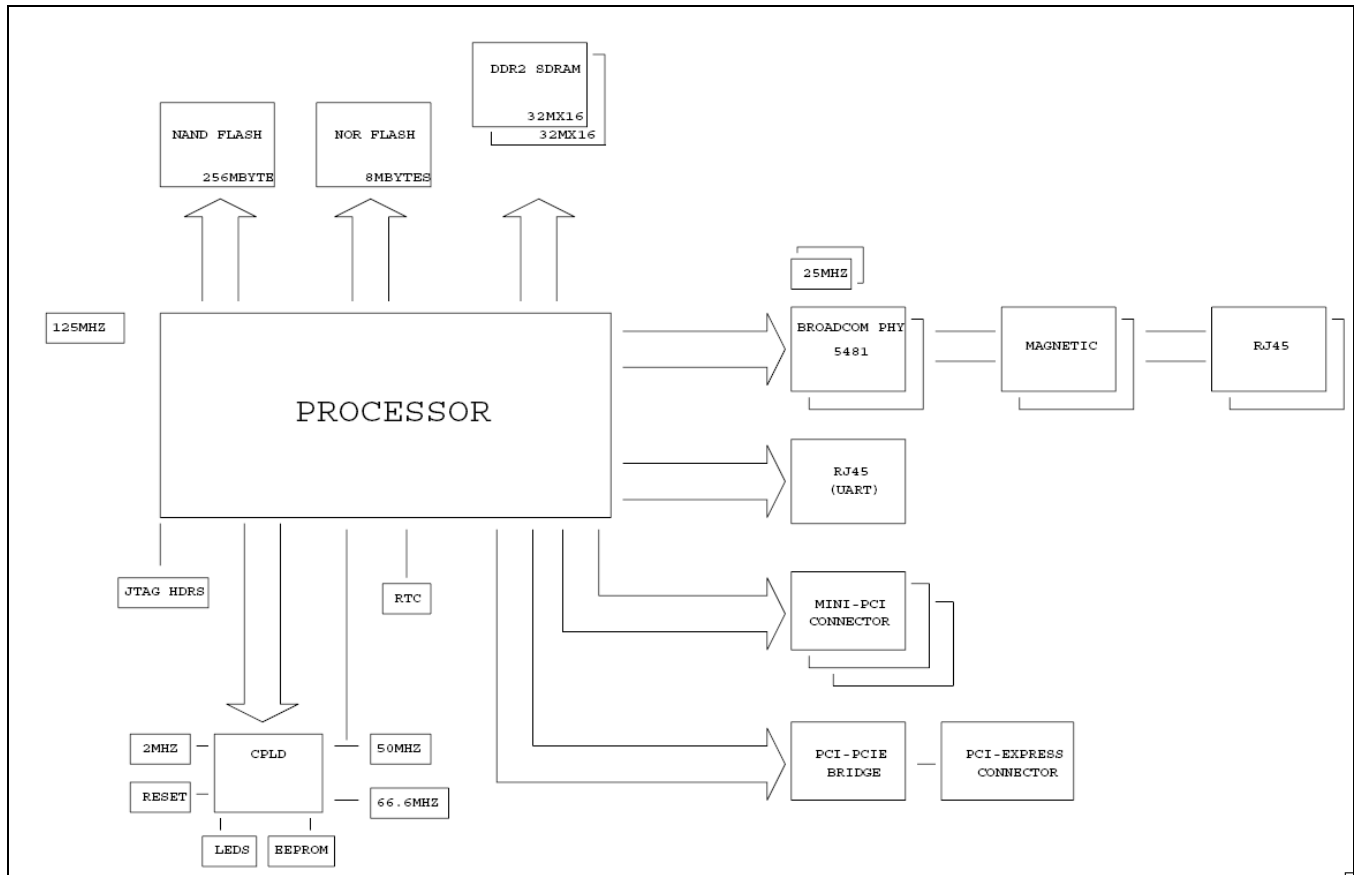 DDR2 SDRAM
32MX16
32MX16
NAND FLASH
256MBYTE
NOR FLASH
8MBYTES
25MHZ
125MHZ
BROADCOM PHY
5481
MAGNETIC
RJ45
PROCESSOR
RJ45
(UART)
JTAG HDRS
RTC
MINI-PCI
CONNECTOR
2MHZ
CPLD
50MHZ
PCI-PCIE
BRIDGE
PCI-EXPRESS
CONNECTOR
RESET
66.6MHZ
LEDS
EEPROM